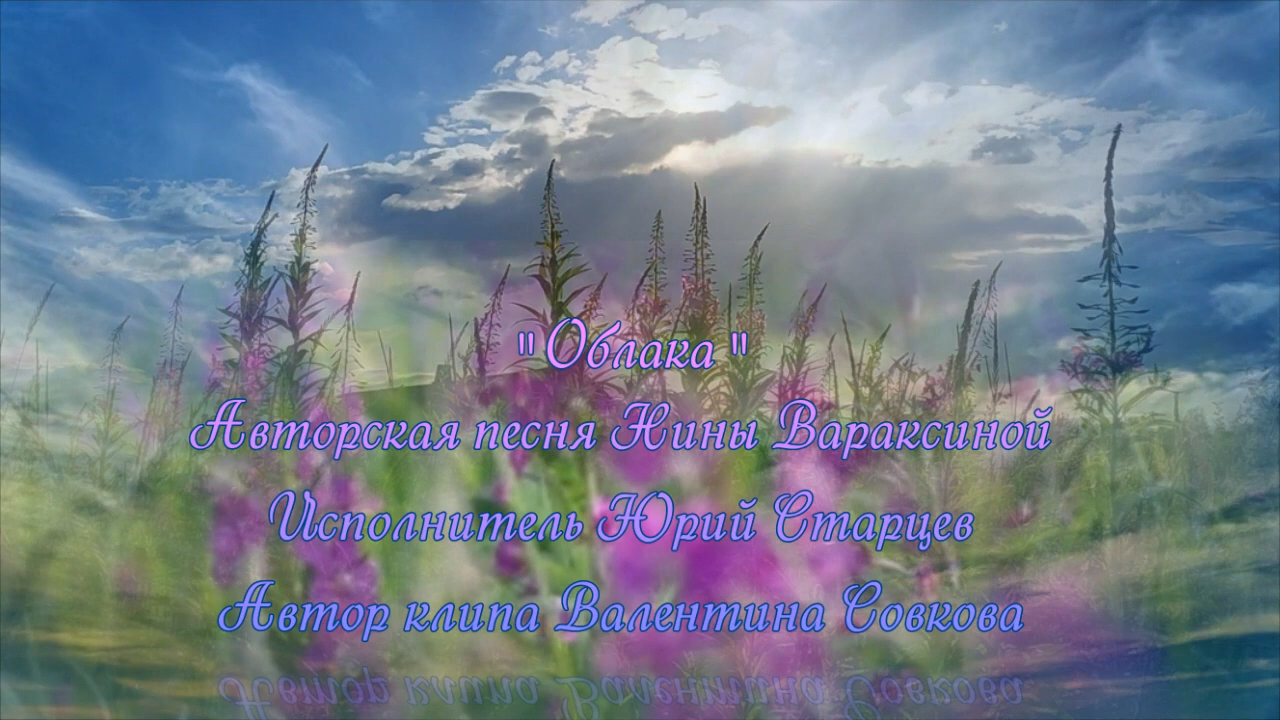 "Облака"
Авторская песня Нины Вараксиной
Исполнитель Юрий Старцев
Автор клипа Валентина Совкова